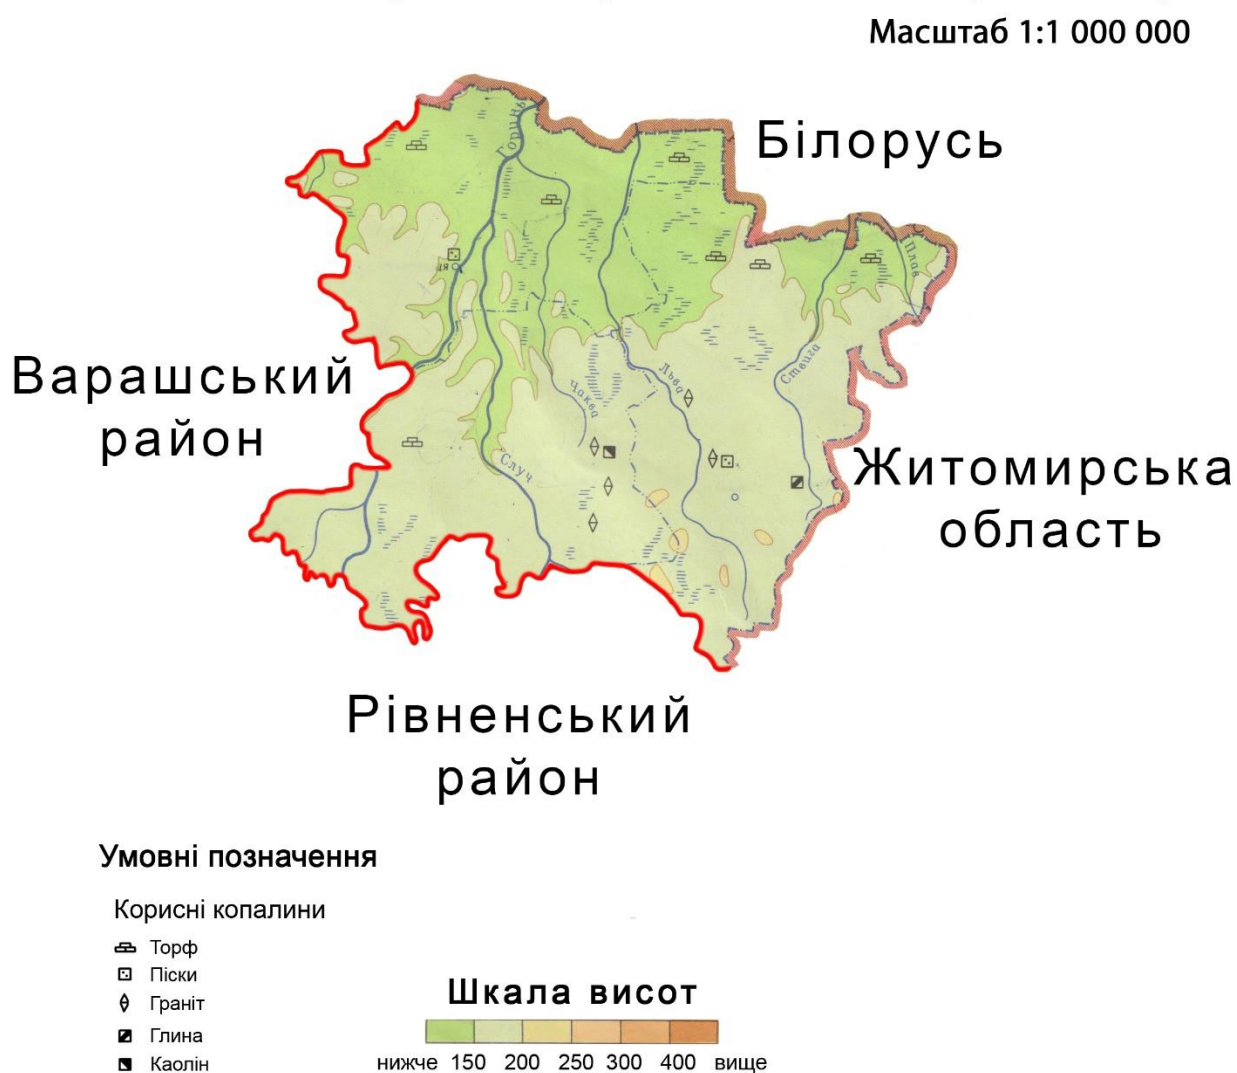 Масштаб 1:1 000 000
Білорусь
Горинь
Плав
Ствига
Льва
Чаква
Случ
Варашський
район
Житомирська
область
Рівненський
район
Умовні позначення
Корисні копалини
Торф
Піски
Граніт
Глина
Каолін
Шкала висот
нижче 150 200 250 300 400 вище